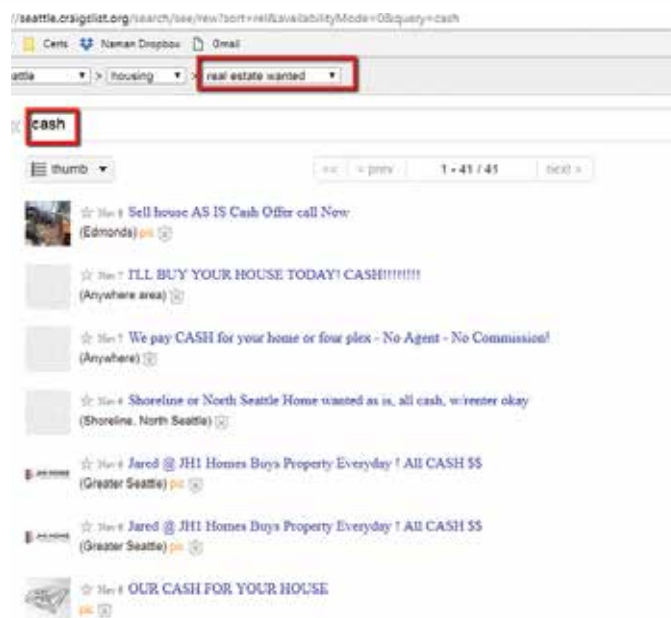 //seattle.craigslist.org/search/see/rew?sort=rel&availabilityMode=0&query=cash
Certs Naman Dropbox Gmail
attle > housing > real estate wanted
cash
thumb << < prev 1 - 41 / 41 next >
Sell house AS IS Cash Offer call Now
(Edmonds) pic
I'LL BUY YOUR HOUSE TODAY! CASH!!!!!!!!
(Anywhere area)
We pay CASH for your home or four plex - No Agent - No Commission!
(Anywhere)
Shoreline or North Seattle Home wanted as is, all cash, w/renter okay
(Shoreline, North Seattle)
Jared @ JH1 Homes Buys Property Everyday ! All CASH $$
(Greater Seattle) pic
Jared @ JH1 Homes Buys Property Everyday ! All CASH $$
(Greater Seattle) pic
OUR CASH FOR YOUR HOUSE
pic